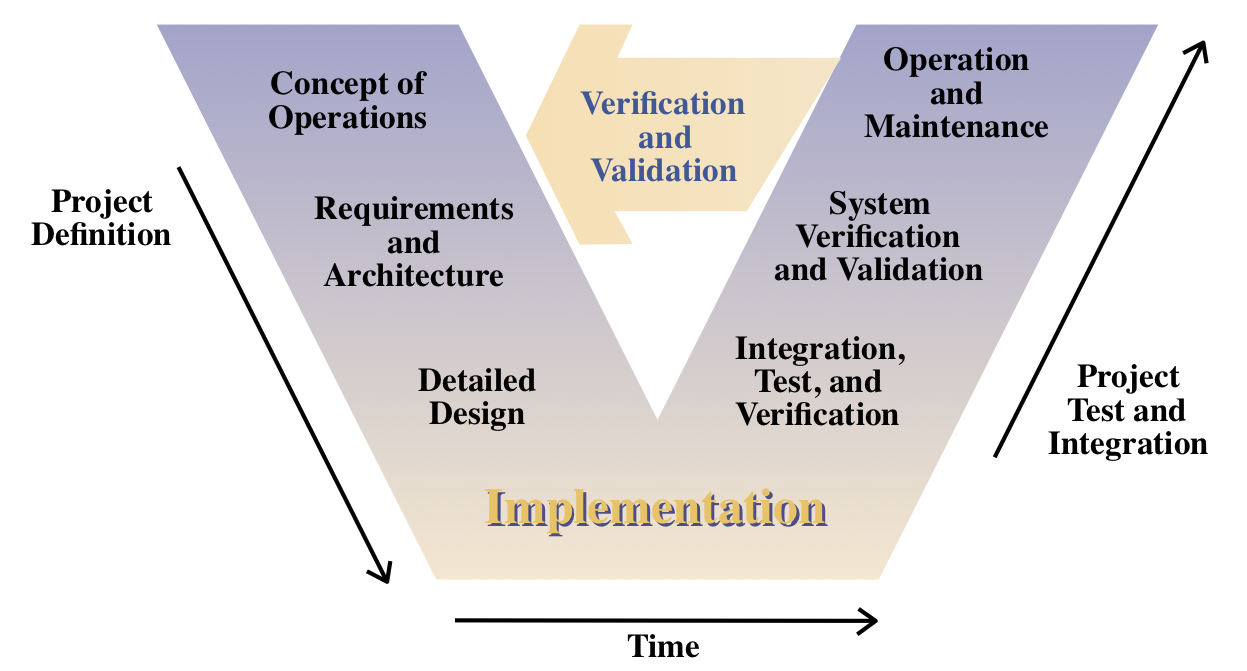 Concept of
Operations
Verification
and
Validation
Operation
and
Maintenance
Project
Definition
Requirements
and
Architecture
System
Verification
and Validation
Detailed
Design
Integration,
Test, and
Verification
Project
Test and
Integration
Implementation
Time